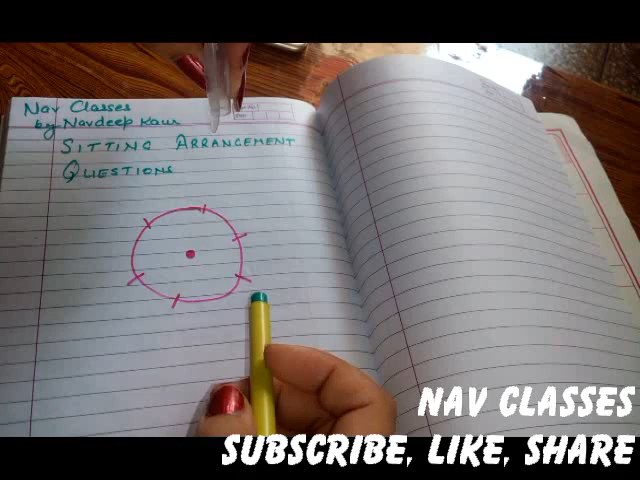 Nav Classes
by Navdeep Kaur
SITTING ARRANGEMENT
QUESTIONS
NAV CLASSES
SUBSCRIBE, LIKE, SHARE